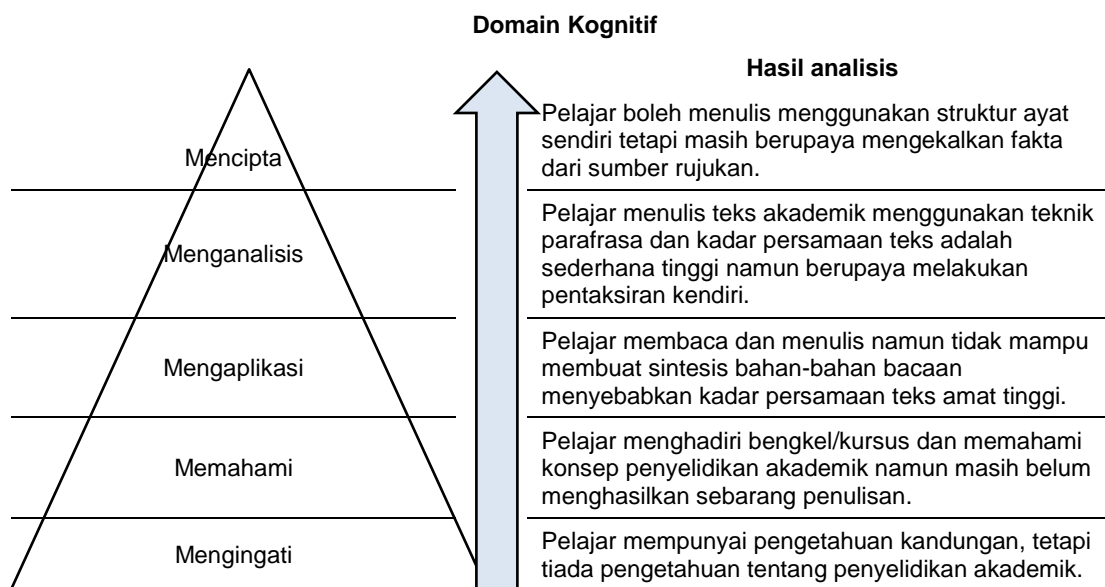 Domain Kognitif
Hasil analisis
Mencipta
Pelajar boleh menulis menggunakan struktur ayat
sendiri tetapi masih berupaya mengekalkan fakta
dari sumber rujukan.
Menganalisis
Pelajar menulis teks akademik menggunakan teknik
parafrasa dan kadar persamaan teks adalah
sederhana tinggi namun berupaya melakukan
pentaksiran kendiri.
Mengaplikasi
Pelajar membaca dan menulis namun tidak mampu
membuat sintesis bahan-bahan bacaan
menyebabkan kadar persamaan teks amat tinggi.
Memahami
Pelajar menghadiri bengkel/kursus dan memahami
konsep penyelidikan akademik namun masih belum
menghasilkan sebarang penulisan.
Mengingati
Pelajar mempunyai pengetahuan kandungan, tetapi
tiada pengetahuan tentang penyelidikan akademik.